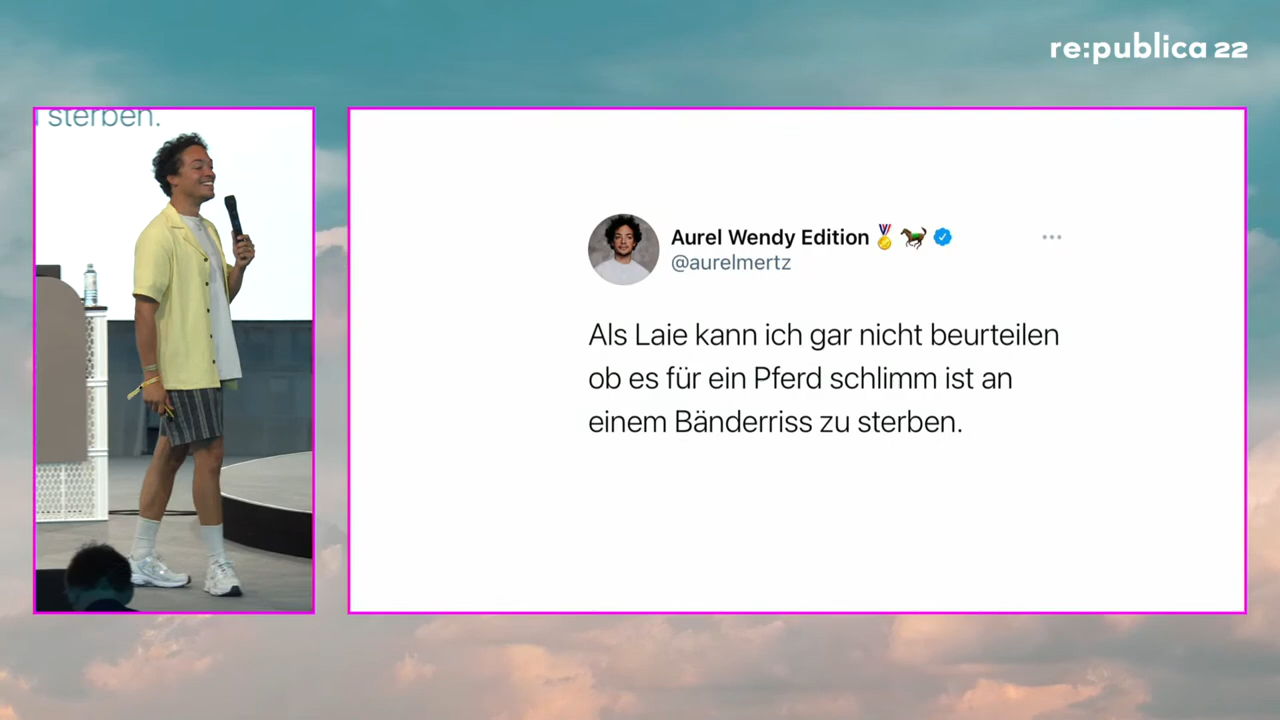 re:publica 22
sterben.
Aurel Wendy Edition 🏅🐎
@aurelmertz
Als Laie kann ich gar nicht beurteilen
ob es für ein Pferd schlimm ist an
einem Bänderriss zu sterben.